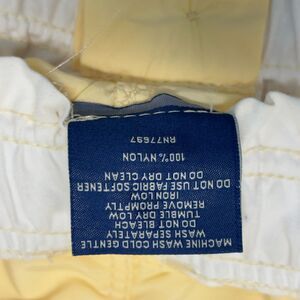 MACHINE WASH COLD GENTLE
WASH SEPARATELY
DO NOT BLEACH
TUMBLE DRY LOW
REMOVE PROMPTLY
IRON LOW
DO NOT USE FABRIC SOFTENER
DO NOT DRY CLEAN
100% NYLON
RN77697